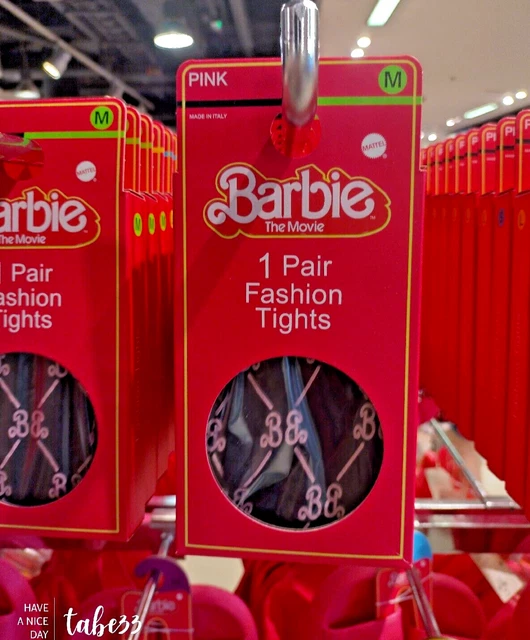 PINK
M
MADE IN ITALY
MATTEL
Barbie
The Movie
1 Pair
Fashion
Tights
M
MATTEL
arbie
The Movie
Pair
ashion
ights
HAVE
A NICE
DAY
tabe33